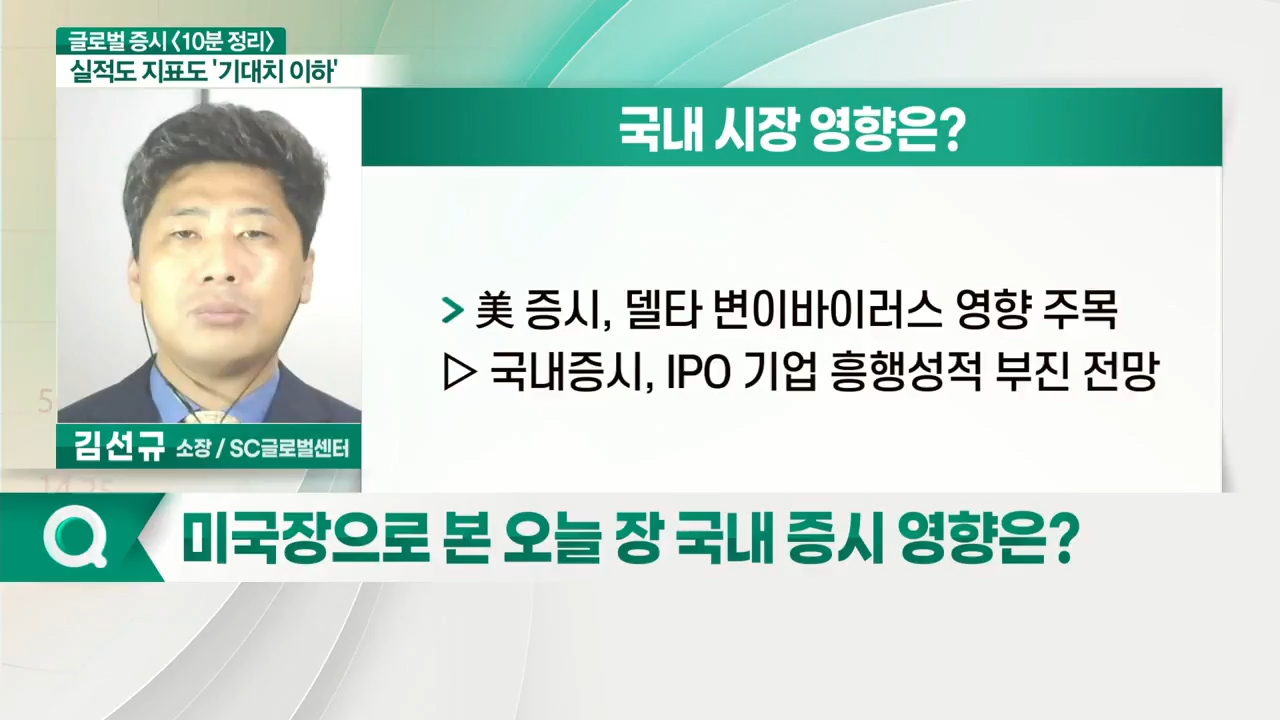 글로벌 증시 <10분 정리>
실적도 지표도 '기대치 이하'
국내 시장 영향은?
> 美 증시, 델타 변이바이러스 영향 주목
▷ 국내증시, IPO 기업 흥행성적 부진 전망
김선규 소장 / SC글로벌센터
Q 미국장으로 본 오늘 장 국내 증시 영향은?